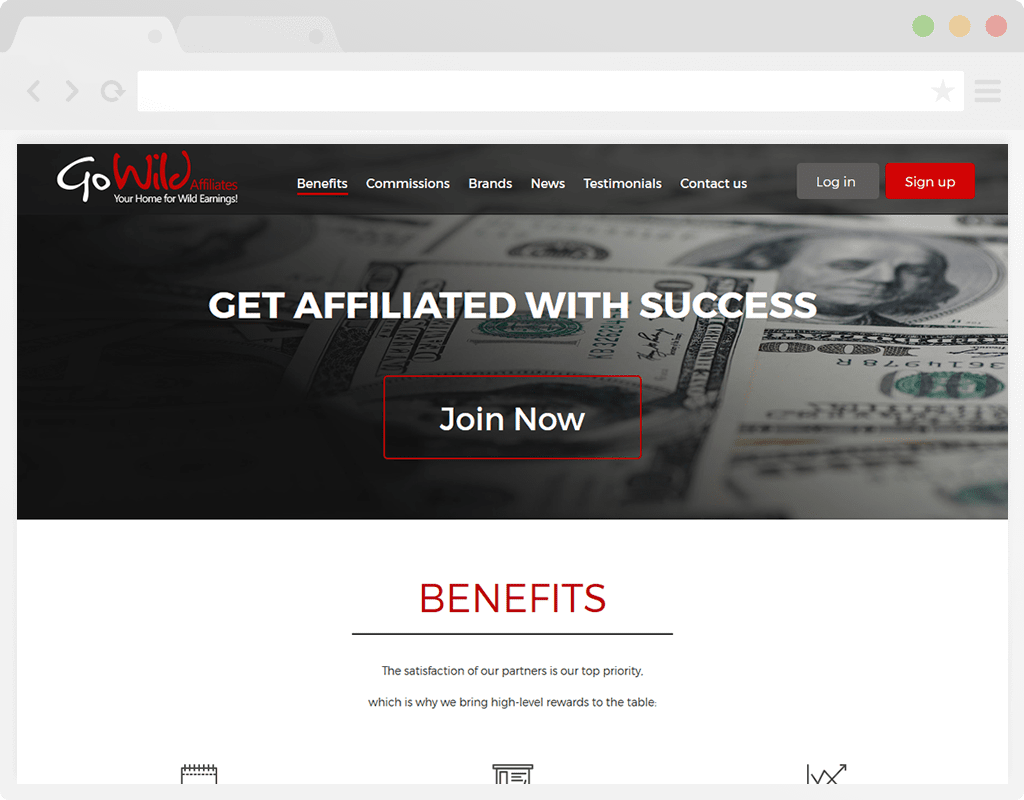 GoWild Affiliates
Your Home for Wild Earnings!
Benefits
Commissions
Brands
News
Testimonials
Contact us
Log in
Sign up
GET AFFILIATED WITH SUCCESS
Join Now
BENEFITS
The satisfaction of our partners is our top priority,
which is why we bring high-level rewards to the table.